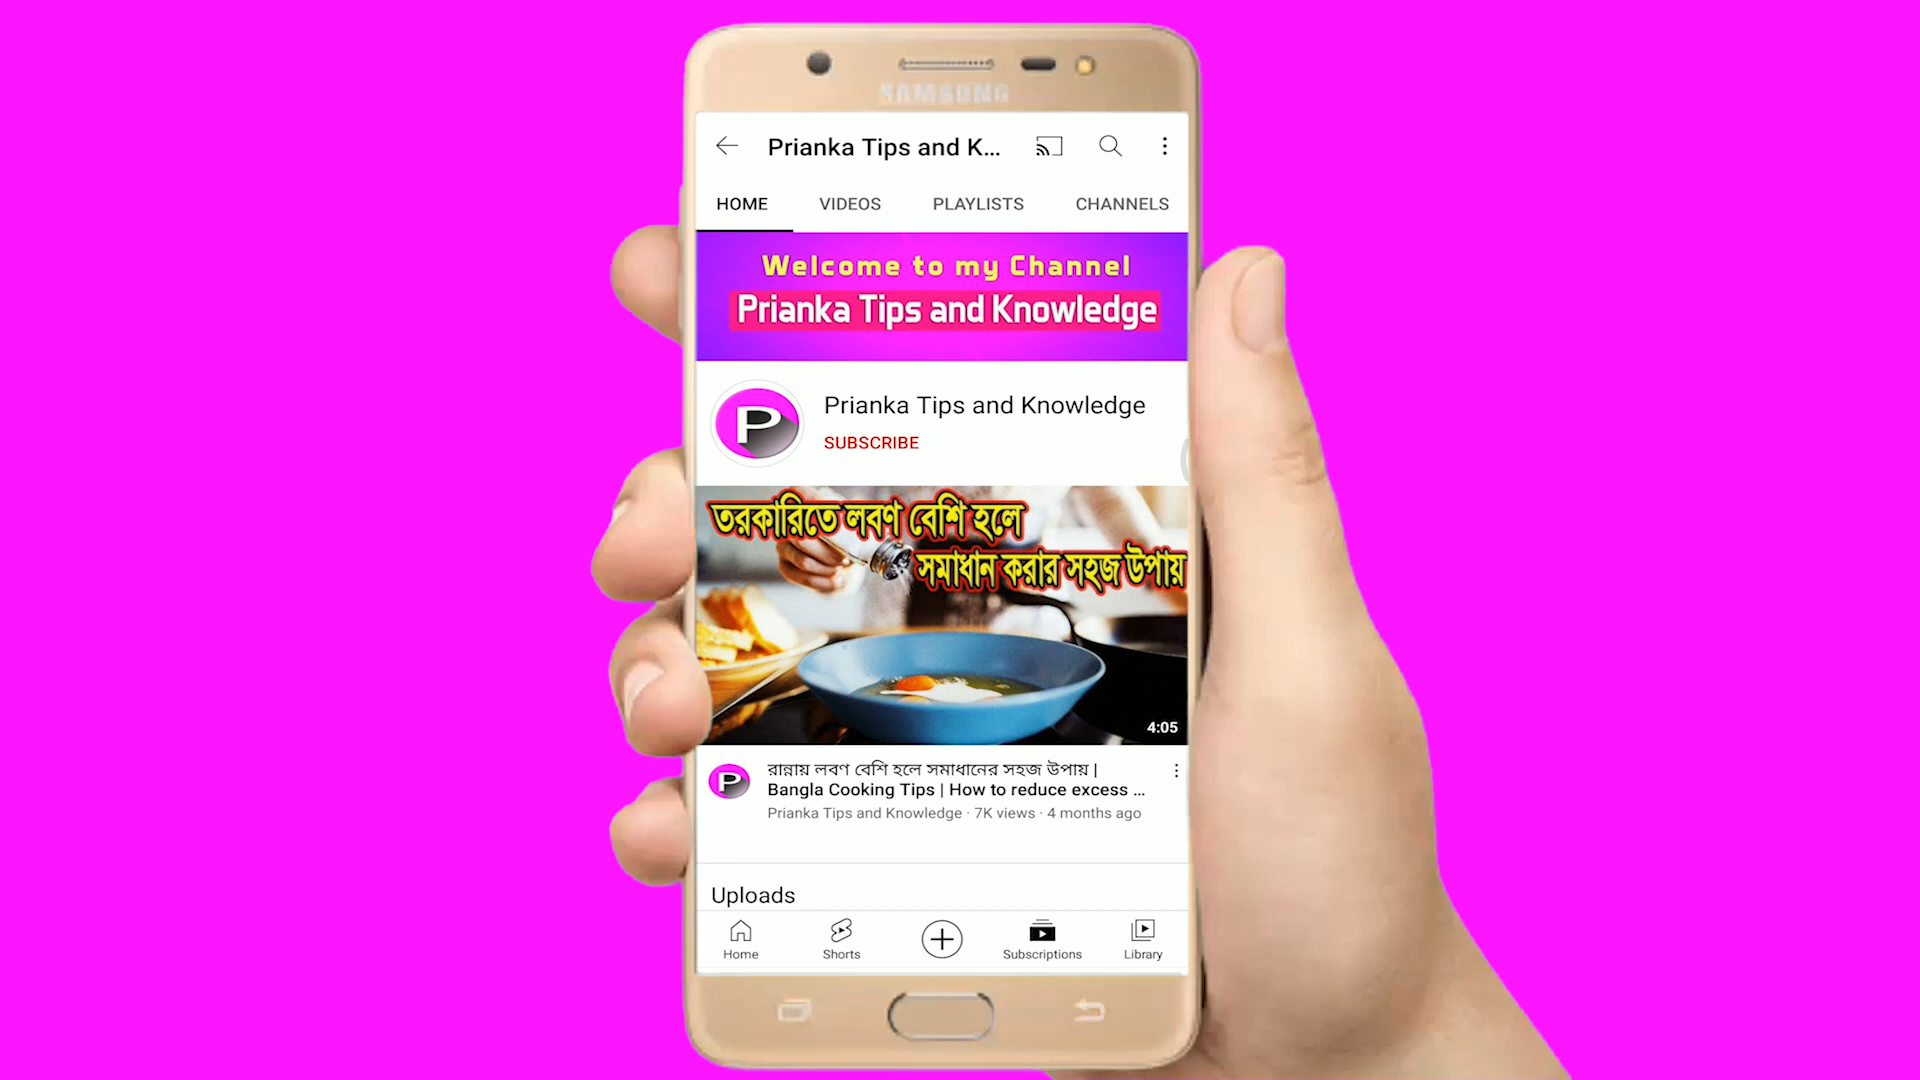 SAMSUNG
Prianka Tips and K...
HOME VIDEOS PLAYLISTS CHANNELS
Welcome to my Channel
Prianka Tips and Knowledge
P
Prianka Tips and Knowledge
SUBSCRIBE
তরকারিতে লবণ বেশি হলে
সমাধান করার সহজ উপায়
4:05
P
রান্নায় লবণ বেশি হলে সমাধানের সহজ উপায় |
Bangla Cooking Tips | How to reduce excess ...
Prianka Tips and Knowledge · 7K views · 4 months ago
Uploads
Home Shorts Subscriptions Library